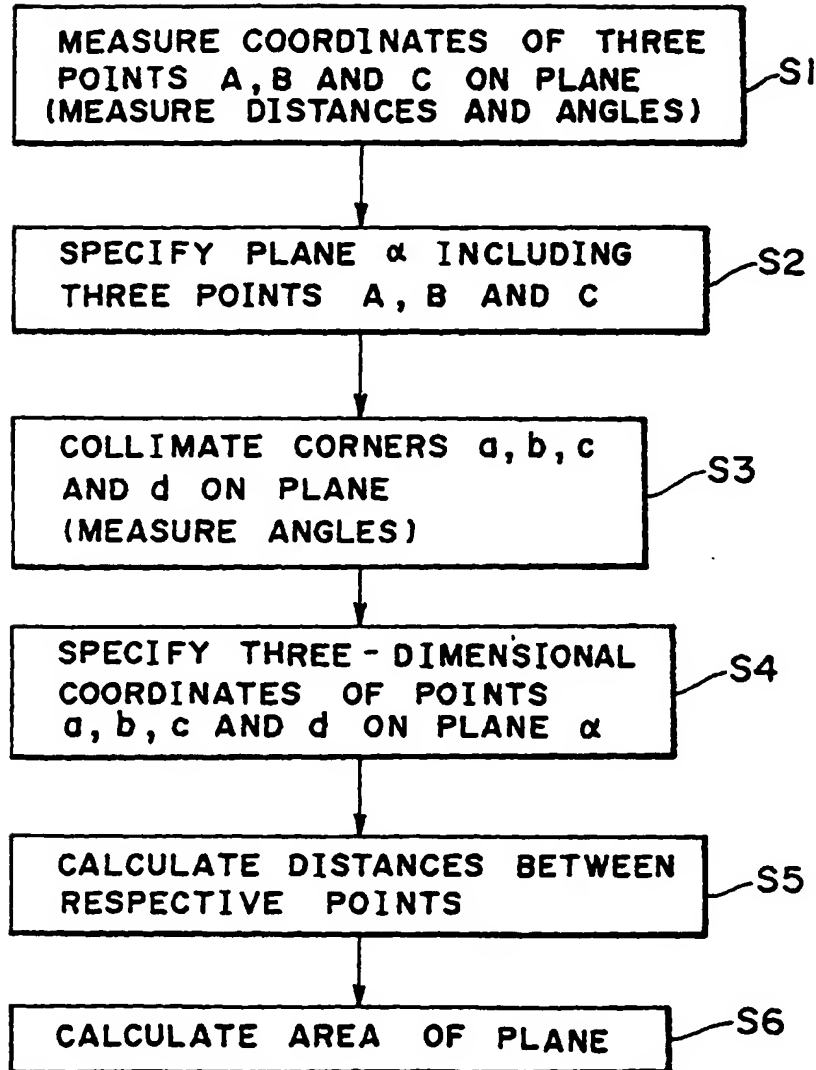 MEASURE COORDINATES OF THREE
POINTS A, B AND C ON PLANE
(MEASURE DISTANCES AND ANGLES)
S1
SPECIFY PLANE α INCLUDING
THREE POINTS A, B AND C
S2
COLLIMATE CORNERS a, b, c
AND d ON PLANE
(MEASURE ANGLES)
S3
SPECIFY THREE-DIMENSIONAL
COORDINATES OF POINTS
a, b, c AND d ON PLANE α
S4
CALCULATE DISTANCES BETWEEN
RESPECTIVE POINTS
S5
CALCULATE AREA OF PLANE
S6